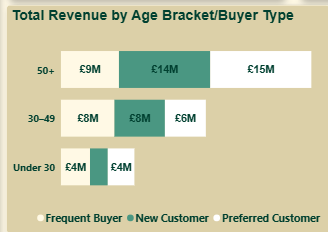 Total Revenue by Age Bracket/Buyer Type
50+ £9M £14M £15M
30–49 £8M £8M £6M
Under 30 £4M £4M
Frequent Buyer New Customer Preferred Customer